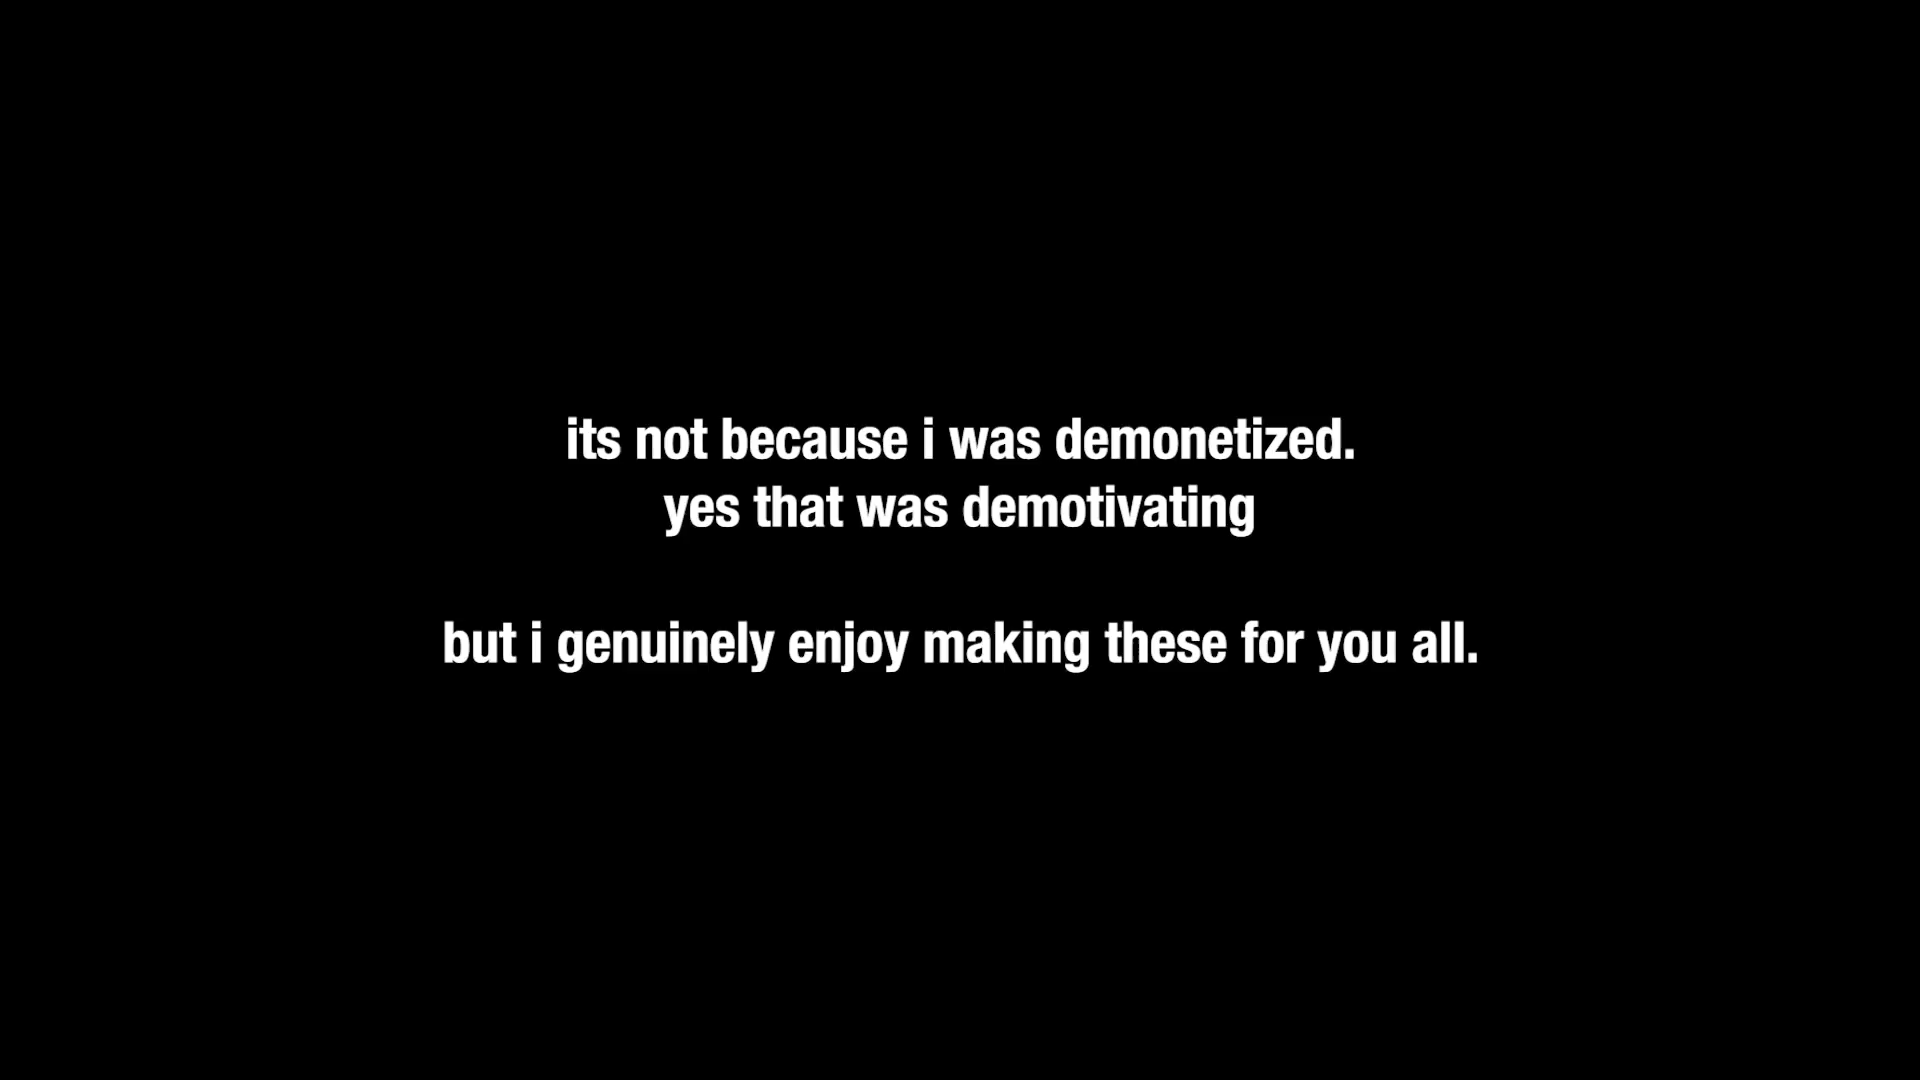 its not because i was demonetized.
yes that was demotivating
but i genuinely enjoy making these for you all.